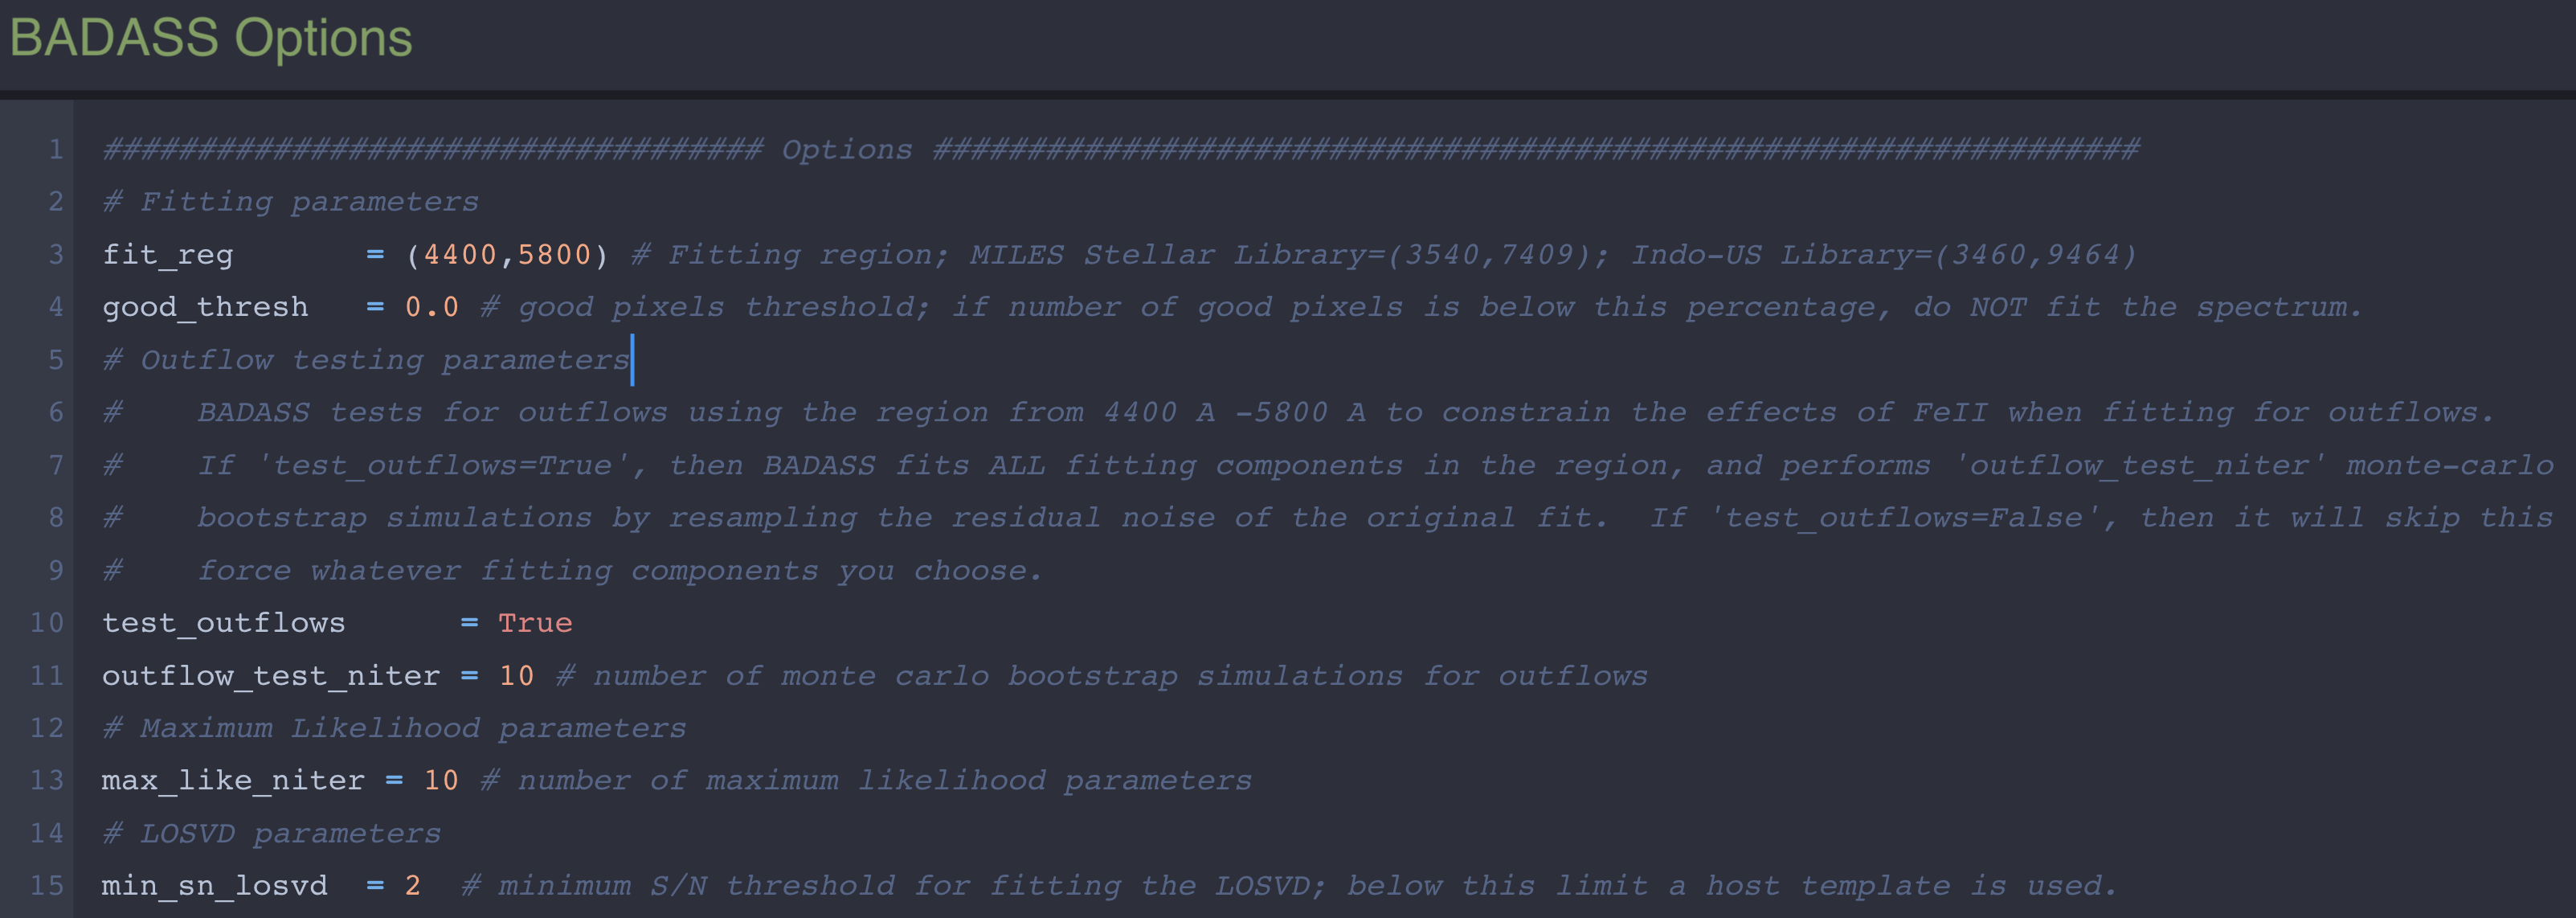 BADASS Options
1 ################################### Options ################################################################
2 # Fitting parameters
3 fit_reg       = (4400,5800) # Fitting region; MILES Stellar Library=(3540,7409); Indo-US Library=(3460,9464)
4 good_thresh   = 0.0 # good pixels threshold; if number of good pixels is below this percentage, do NOT fit the spectrum.
5 # Outflow testing parameters
6 #    BADASS tests for outflows using the region from 4400 A -5800 A to constrain the effects of FeII when fitting for outflows.
7 #    If 'test_outflows=True', then BADASS fits ALL fitting components in the region, and performs 'outflow_test_niter' monte-carlo
8 #    bootstrap simulations by resampling the residual noise of the original fit.  If 'test_outflows=False', then it will skip this
9 #    force whatever fitting components you choose.
10 test_outflows      = True
11 outflow_test_niter = 10 # number of monte carlo bootstrap simulations for outflows
12 # Maximum Likelihood parameters
13 max_like_niter = 10 # number of maximum likelihood parameters
14 # LOSVD parameters
15 min_sn_losvd  = 2  # minimum S/N threshold for fitting the LOSVD; below this limit a host template is used.